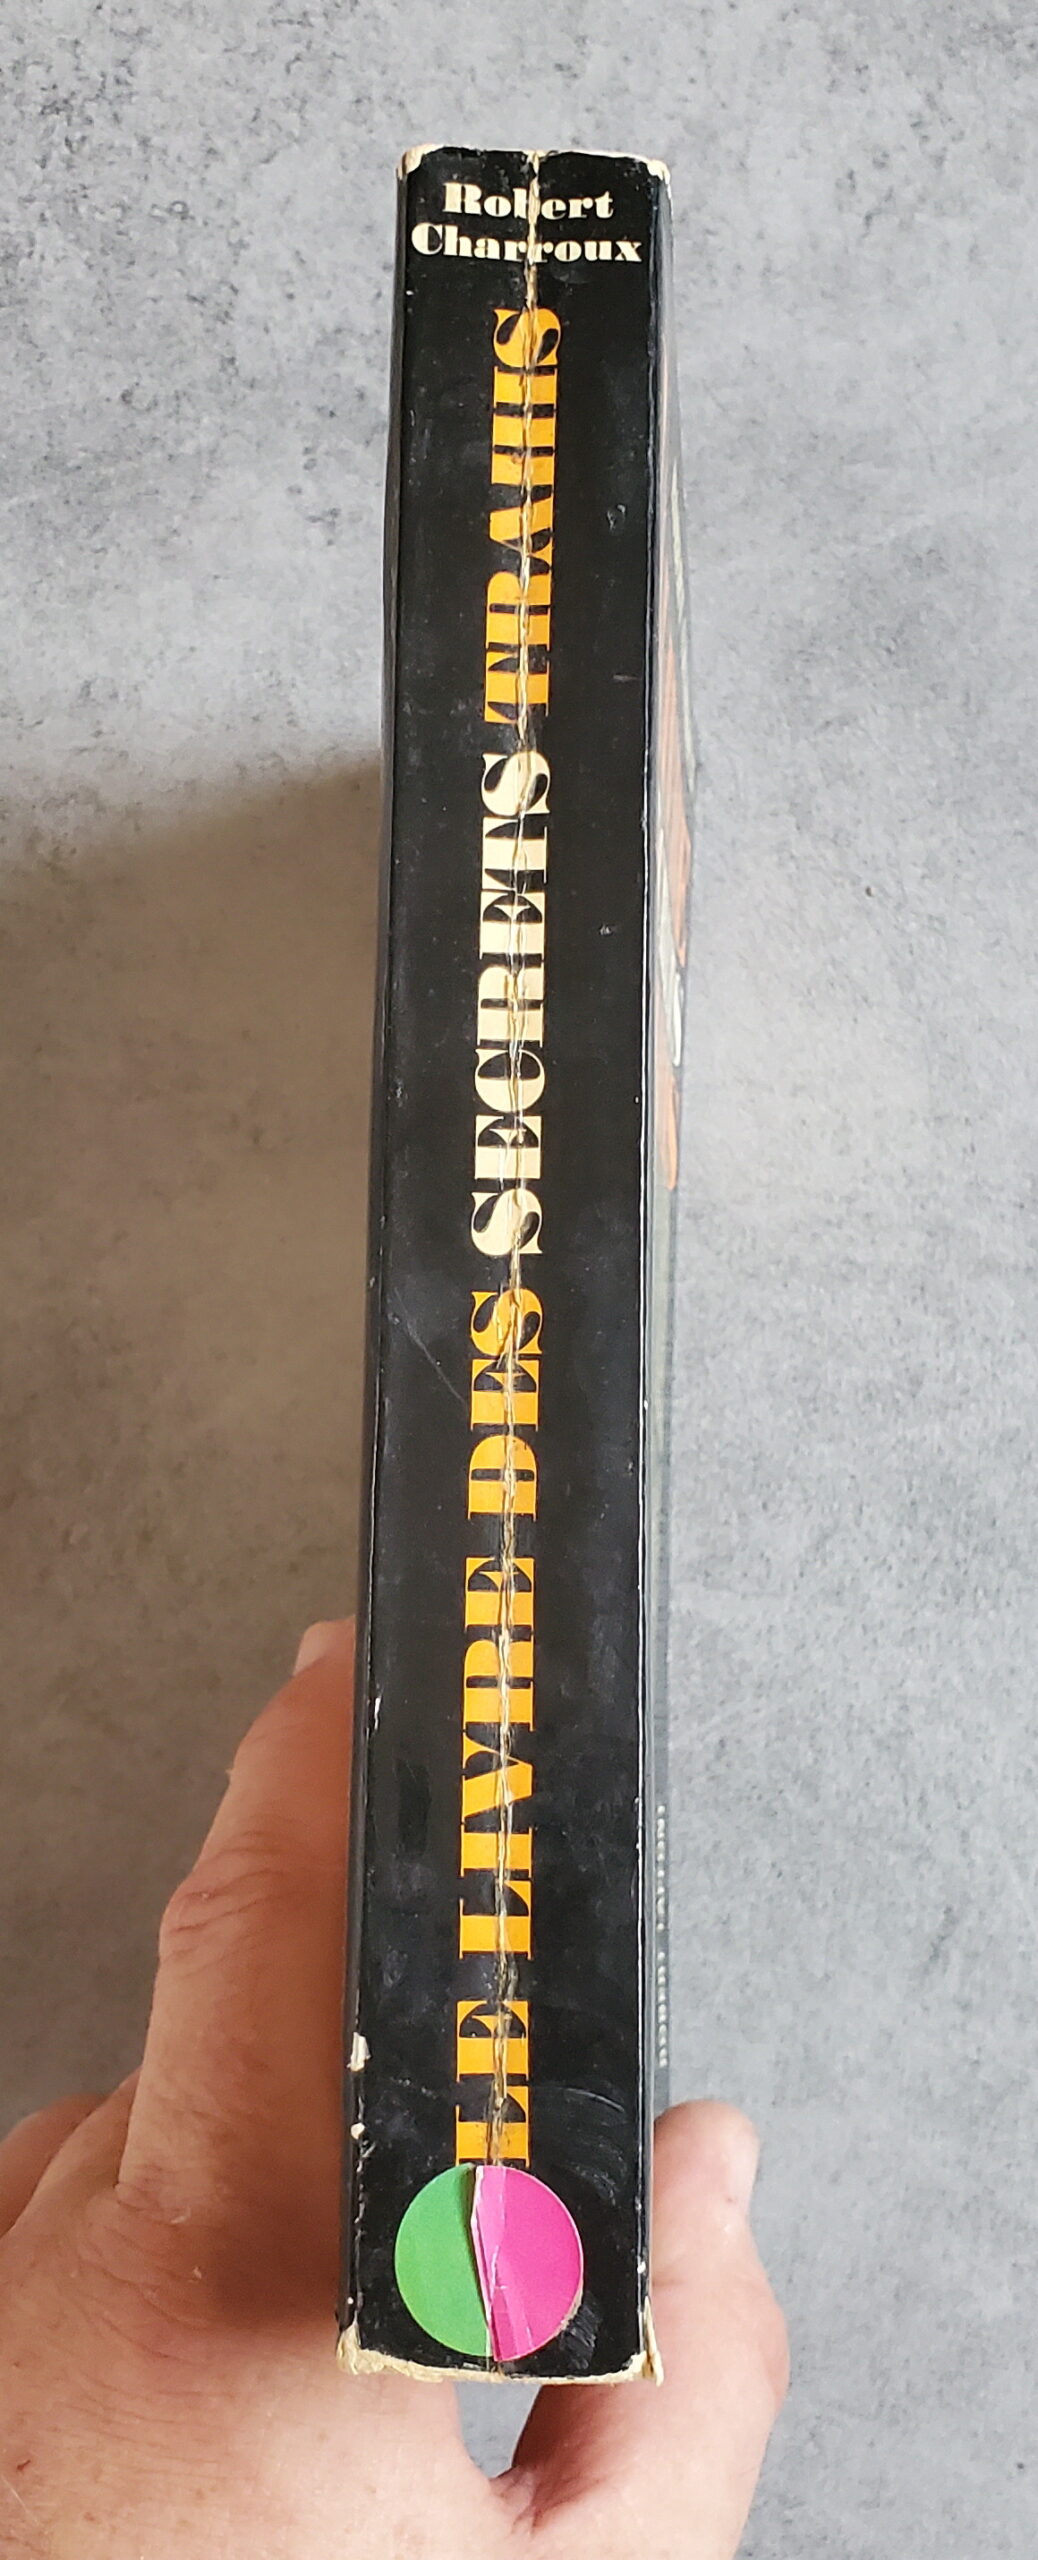 Robert
Charroux
LE LIVRE DES SECRETS TRAHIS